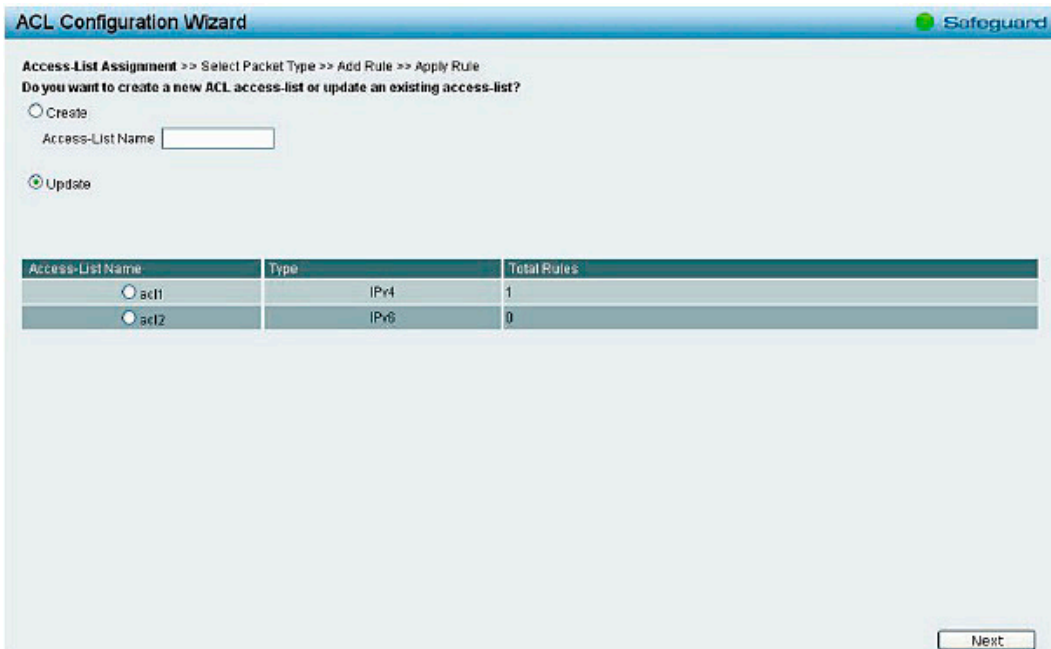 ACL Configuration Wizard
Safeguard
Access-List Assignment >> Select Packet Type >> Add Rule >> Apply Rule
Do you want to create a new ACL access-list or update an existing access-list?
Create
Access-List Name
Update
Access-List Name Type Total Rules
acl1 IPv4 1
acl2 IPv6 0
Next